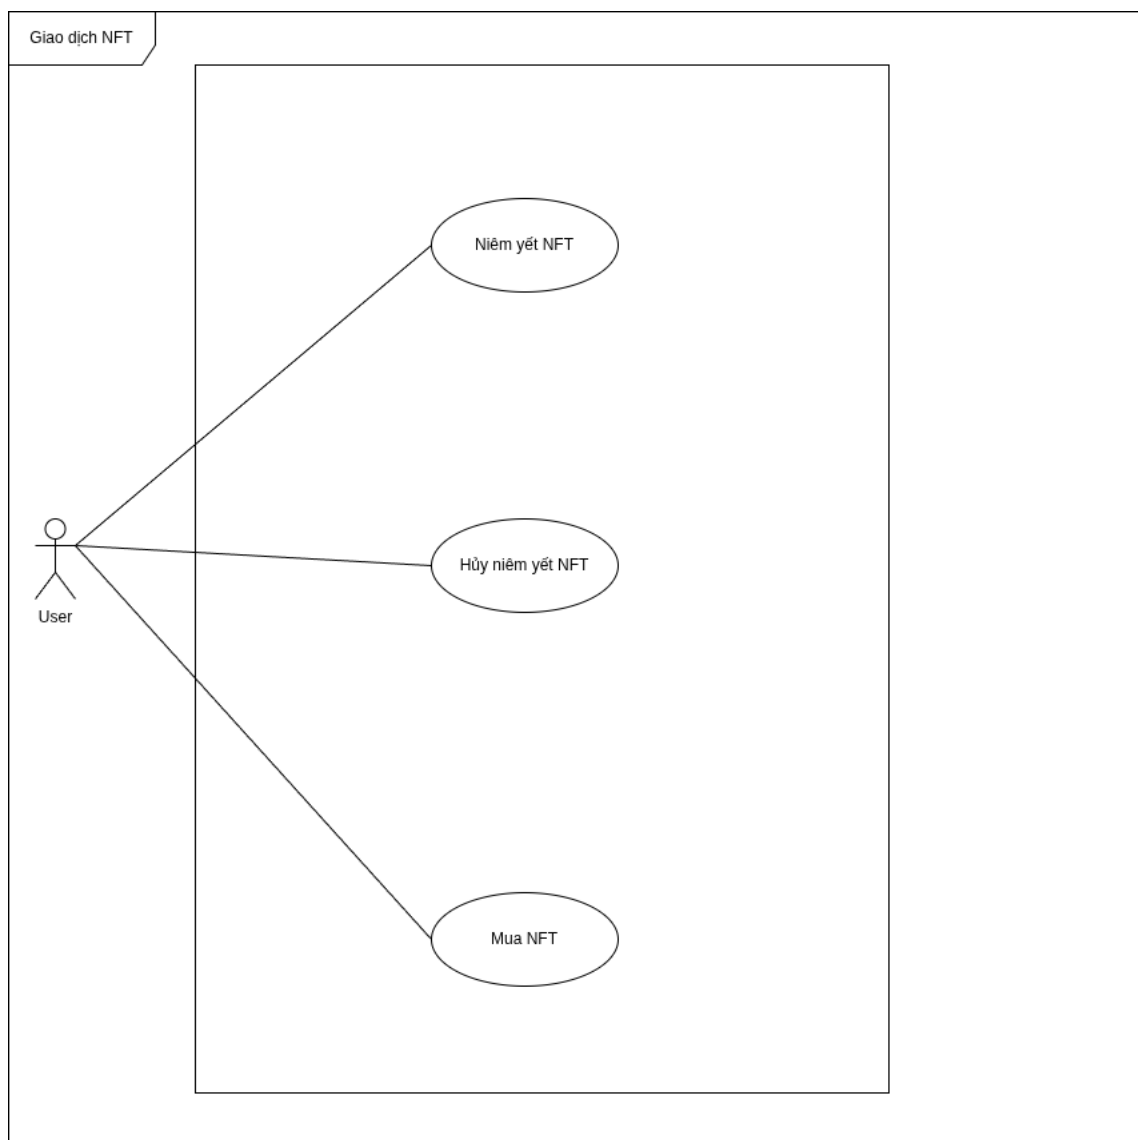 Giao dịch NFT
Niêm yết NFT
Hủy niêm yết NFT
User
Mua NFT